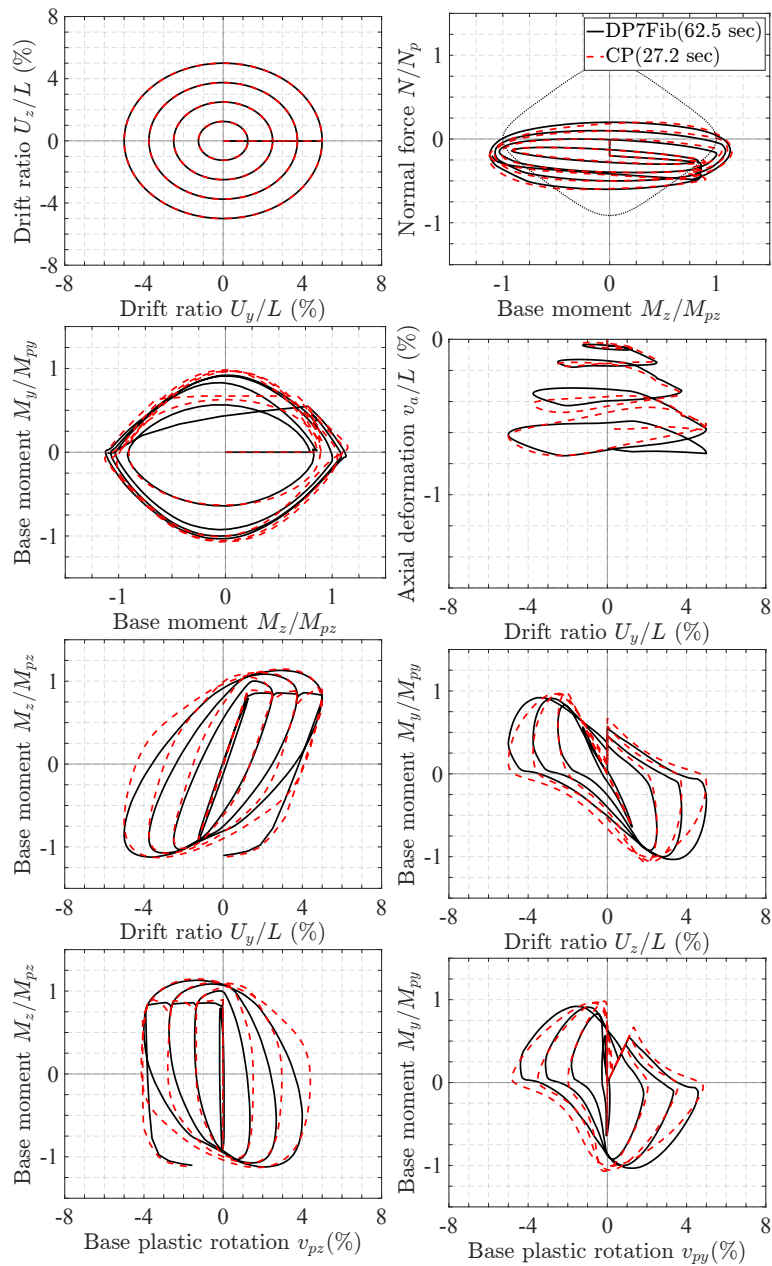 8
4
0
-4
-8
-8 -4 0 4 8
Drift ratio U_z/L (%)
Drift ratio U_y/L (%)
DP7Fib(62.5 sec)
CP(27.2 sec)
1
0
-1
-1 0 1
Normal force N/N_p
Base moment M_z/M_pz
1
0
-1
-1 0 1
Base moment M_y/M_py
Base moment M_z/M_pz
0
-1
-8 -4 0 4 8
Axial deformation v_a/L (%)
Drift ratio U_y/L (%)
1
0
-1
-8 -4 0 4 8
Base moment M_z/M_pz
Drift ratio U_y/L (%)
1
0
-1
-8 -4 0 4 8
Base moment M_y/M_py
Drift ratio U_z/L (%)
1
0
-1
-8 -4 0 4 8
Base moment M_z/M_pz
Base plastic rotation v_pz(%)
1
0
-1
-8 -4 0 4 8
Base moment M_y/M_py
Base plastic rotation v_py(%)